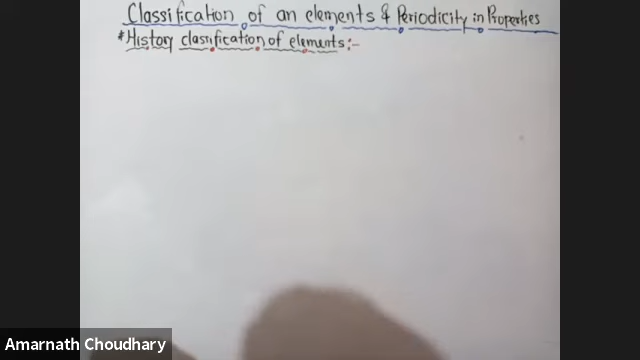 Classification of an elements & Periodicity in Properties
*History classification of elements:-
Amarnath Choudhary